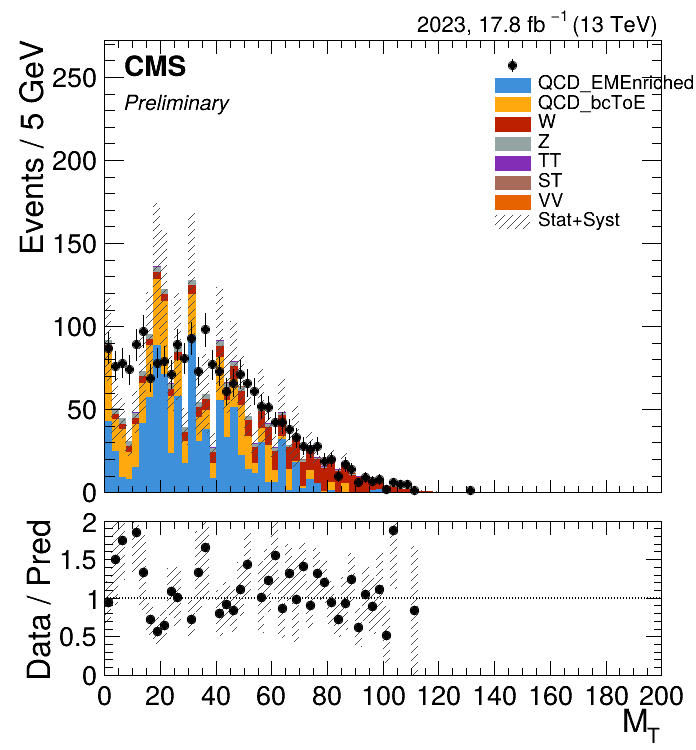 2023, 17.8 fb⁻¹ (13 TeV)
CMS
Preliminary
QCD_EMEnriched
QCD_bcToE
W
Z
TT
ST
VV
Stat+Syst
Events / 5 GeV
250
200
150
100
50
0
Data / Pred
2
1.5
1
0.5
0
0 20 40 60 80 100 120 140 160 180 200
M_T